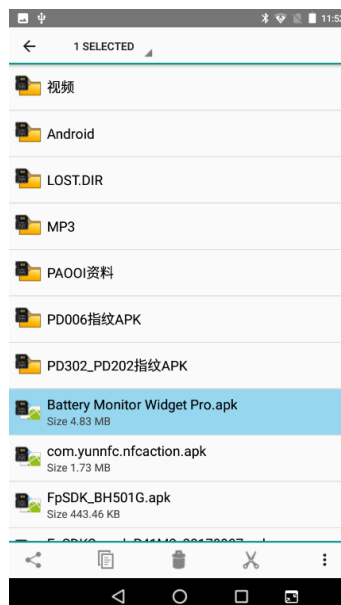 11:52
1 SELECTED
视频
Android
LOST.DIR
MP3
PAOOI资料
PD006指纹APK
PD302_PD202指纹APK
Battery Monitor Widget Pro.apk
Size 4.83 MB
com.yunnfc.nfcaction.apk
Size 1.73 MB
FpSDK_BH501G.apk
Size 443.46 KB